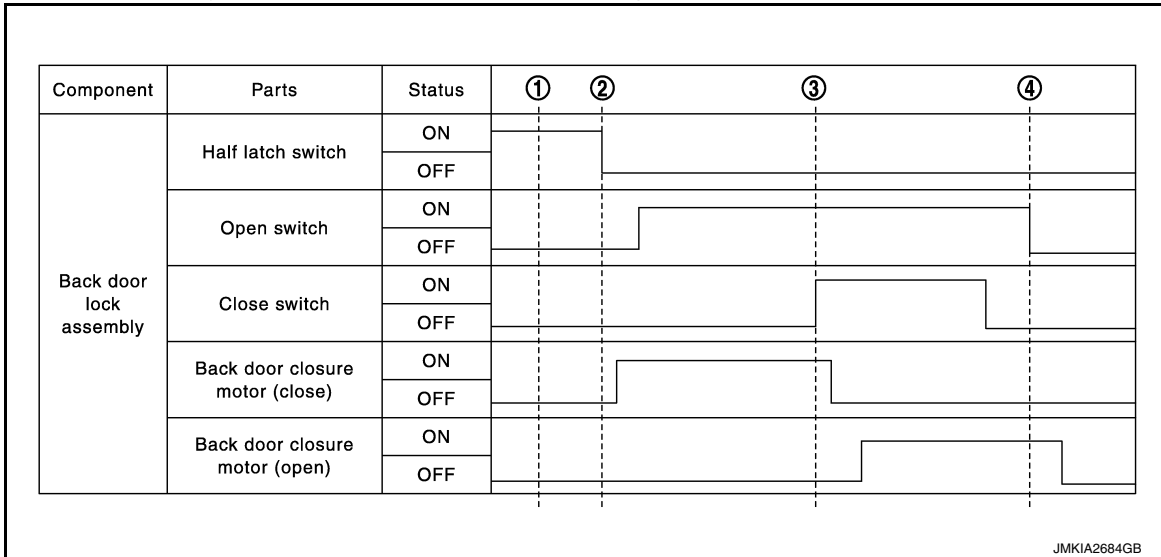 Component Parts Status ① ② ③ ④
Half latch switch
ON
OFF
Open switch
ON
OFF
Back door
lock
assembly
Close switch
ON
OFF
Back door closure
motor (close)
ON
OFF
Back door closure
motor (open)
ON
OFF
JMKIA2684GB